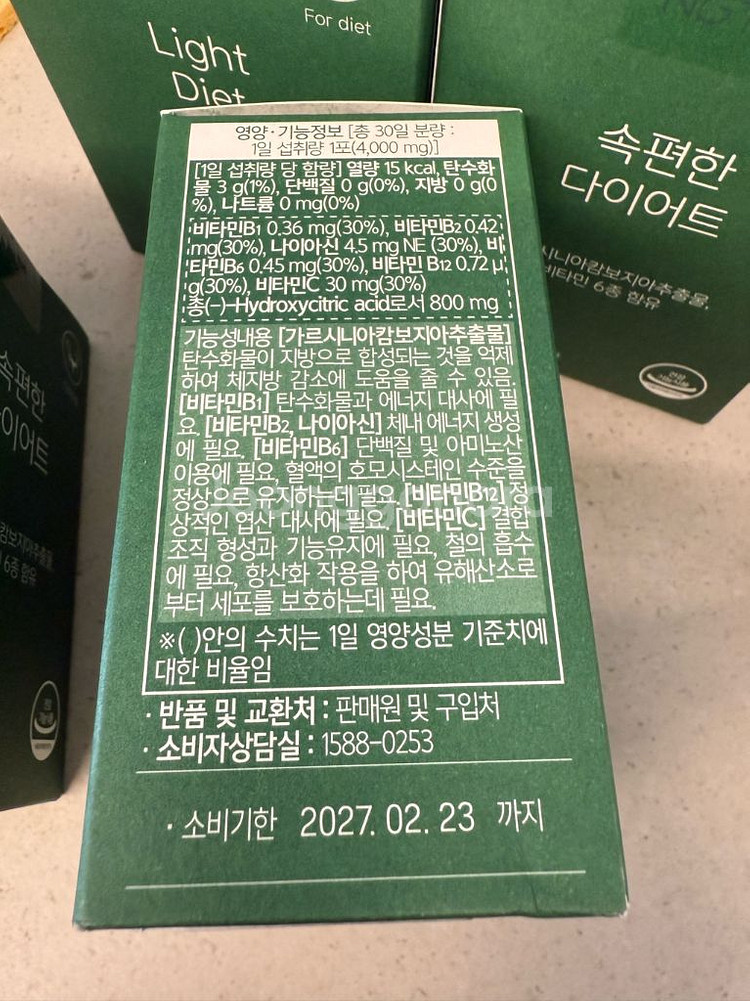 For diet
Light
Diet
속편한
다이어트
비타민 6종 함유
영양·기능정보 [총 30일 분량 :
1일 섭취량 1포(4,000 mg)]
[1일 섭취량 당 함량] 열량 15 kcal, 탄수화
물 3 g(1%), 단백질 0 g(0%), 지방 0 g(0
%), 나트륨 0 mg(0%)
비타민B1 0.36 mg(30%), 비타민B2 0.42
mg(30%), 나이아신 4.5 mg NE (30%), 비
타민B6 0.45 mg(30%), 비타민 B12 0.72 μ
g(30%), 비타민C 30 mg(30%)
총(-)-Hydroxycitric acid로서 800 mg
기능성내용 [가르시니아캄보지아추출물]
탄수화물이 지방으로 합성되는 것을 억제
하여 체지방 감소에 도움을 줄 수 있음.
[비타민B1] 탄수화물과 에너지 대사에 필
요. [비타민B2, 나이아신] 체내 에너지 생성
에 필요. [비타민B6] 단백질 및 아미노산
이용에 필요, 혈액의 호모시스테인 수준을
정상으로 유지하는데 필요. [비타민B12] 정
상적인 엽산 대사에 필요. [비타민C] 결합
조직 형성과 기능유지에 필요, 철의 흡수
에 필요, 항산화 작용을 하여 유해산소로
부터 세포를 보호하는데 필요.
※( )안의 수치는 1일 영양성분 기준치에
대한 비율임
· 반품 및 교환처 : 판매원 및 구입처
· 소비자상담실 : 1588-0253
· 소비기한 2027. 02. 23 까지
속편한
6종 함유